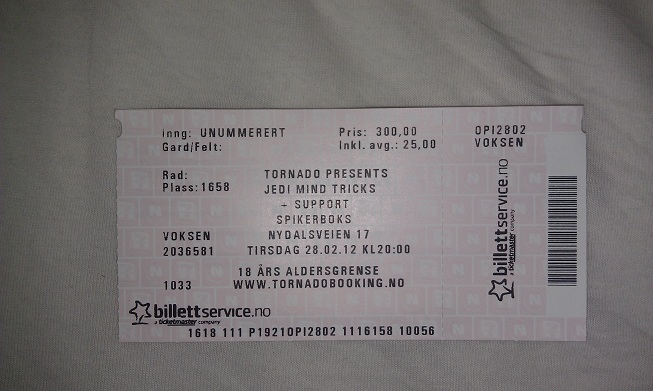 inng: UNUMMERERT Pris: 300,00 OPI2802
Gard/Felt: Inkl. avg.: 25,00 VOKSEN
Rad: TORNADO PRESENTS
Plass: 1658 JEDI MIND TRICKS
+ SUPPORT
SPIKERBOKS
VOKSEN NYDALSVEIEN 17
2036581 TIRSDAG 28.02.12 KL20:00
18 ÅRS ALDERSGRENSE
1033 WWW.TORNADOBOOKING.NO
billettservice.no
a ticketmaster company
1618 111 P1921OPI2802 1116158 10056
billettservice.no
a ticketmaster company